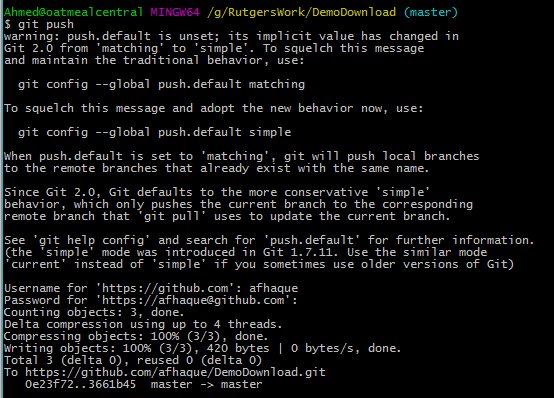 Ahmed@oatmealcentral MINGW64 /g/RutgersWork/DemoDownload (master)
$ git push
warning: push.default is unset; its implicit value has changed in
Git 2.0 from 'matching' to 'simple'. To squelch this message
and maintain the traditional behavior, use:
git config --global push.default matching
To squelch this message and adopt the new behavior now, use:
git config --global push.default simple
When push.default is set to 'matching', git will push local branches
to the remote branches that already exist with the same name.
Since Git 2.0, Git defaults to the more conservative 'simple'
behavior, which only pushes the current branch to the corresponding
remote branch that 'git pull' uses to update the current branch.
See 'git help config' and search for 'push.default' for further information.
(the 'simple' mode was introduced in Git 1.7.11. Use the similar mode
'current' instead of 'simple' if you sometimes use older versions of Git)
Username for 'https://github.com': afhaque
Password for 'https://afhaque@github.com':
Counting objects: 3, done.
Delta compression using up to 4 threads.
Compressing objects: 100% (3/3), done.
Writing objects: 100% (3/3), 420 bytes | 0 bytes/s, done.
Total 3 (delta 0), reused 0 (delta 0)
To https://github.com/afhaque/DemoDownload.git
0e23f72..3661b45 master -> master